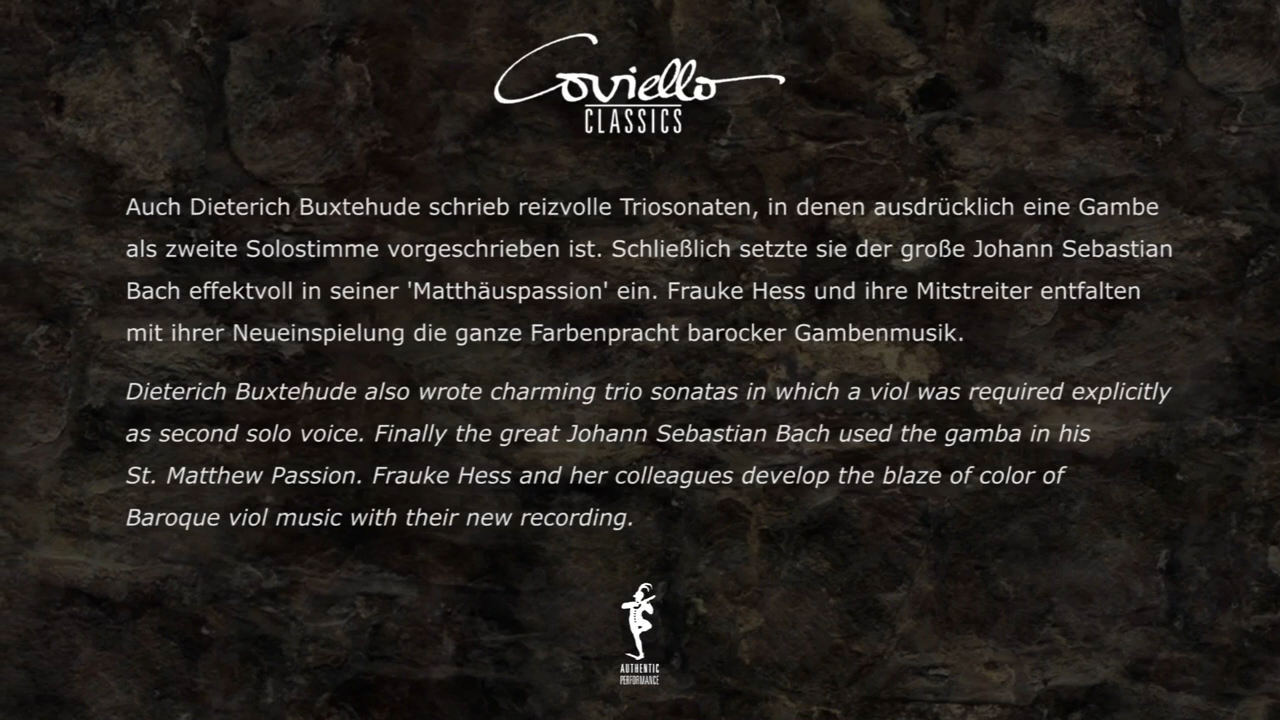 Coviello
CLASSICS
Auch Dieterich Buxtehude schrieb reizvolle Triosonaten, in denen ausdrücklich eine Gambe
als zweite Solostimme vorgeschrieben ist. Schließlich setzte sie der große Johann Sebastian
Bach effektvoll in seiner 'Matthäuspassion' ein. Frauke Hess und ihre Mitstreiter entfalten
mit ihrer Neueinspielung die ganze Farbenpracht barocker Gambenmusik.
Dieterich Buxtehude also wrote charming trio sonatas in which a viol was required explicitly
as second solo voice. Finally the great Johann Sebastian Bach used the gamba in his
St. Matthew Passion. Frauke Hess and her colleagues develop the blaze of color of
Baroque viol music with their new recording.
AUTHENTIC
PERFORMANCE